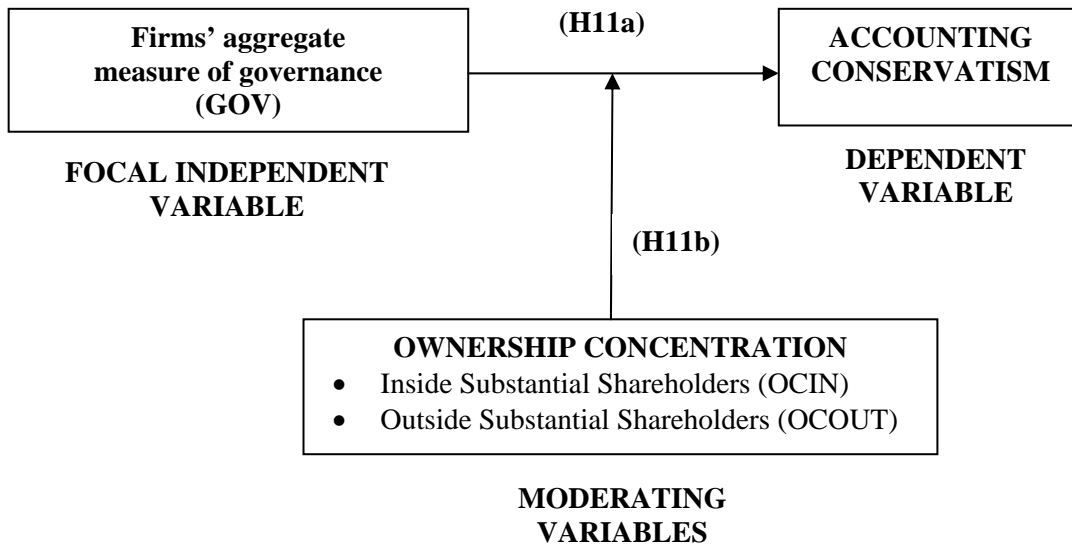 Firms' aggregate
measure of governance
(GOV)
(H11a)
ACCOUNTING
CONSERVATISM
FOCAL INDEPENDENT
VARIABLE
DEPENDENT
VARIABLE
(H11b)
OWNERSHIP CONCENTRATION
• Inside Substantial Shareholders (OCIN)
• Outside Substantial Shareholders (OCOUT)
MODERATING
VARIABLES